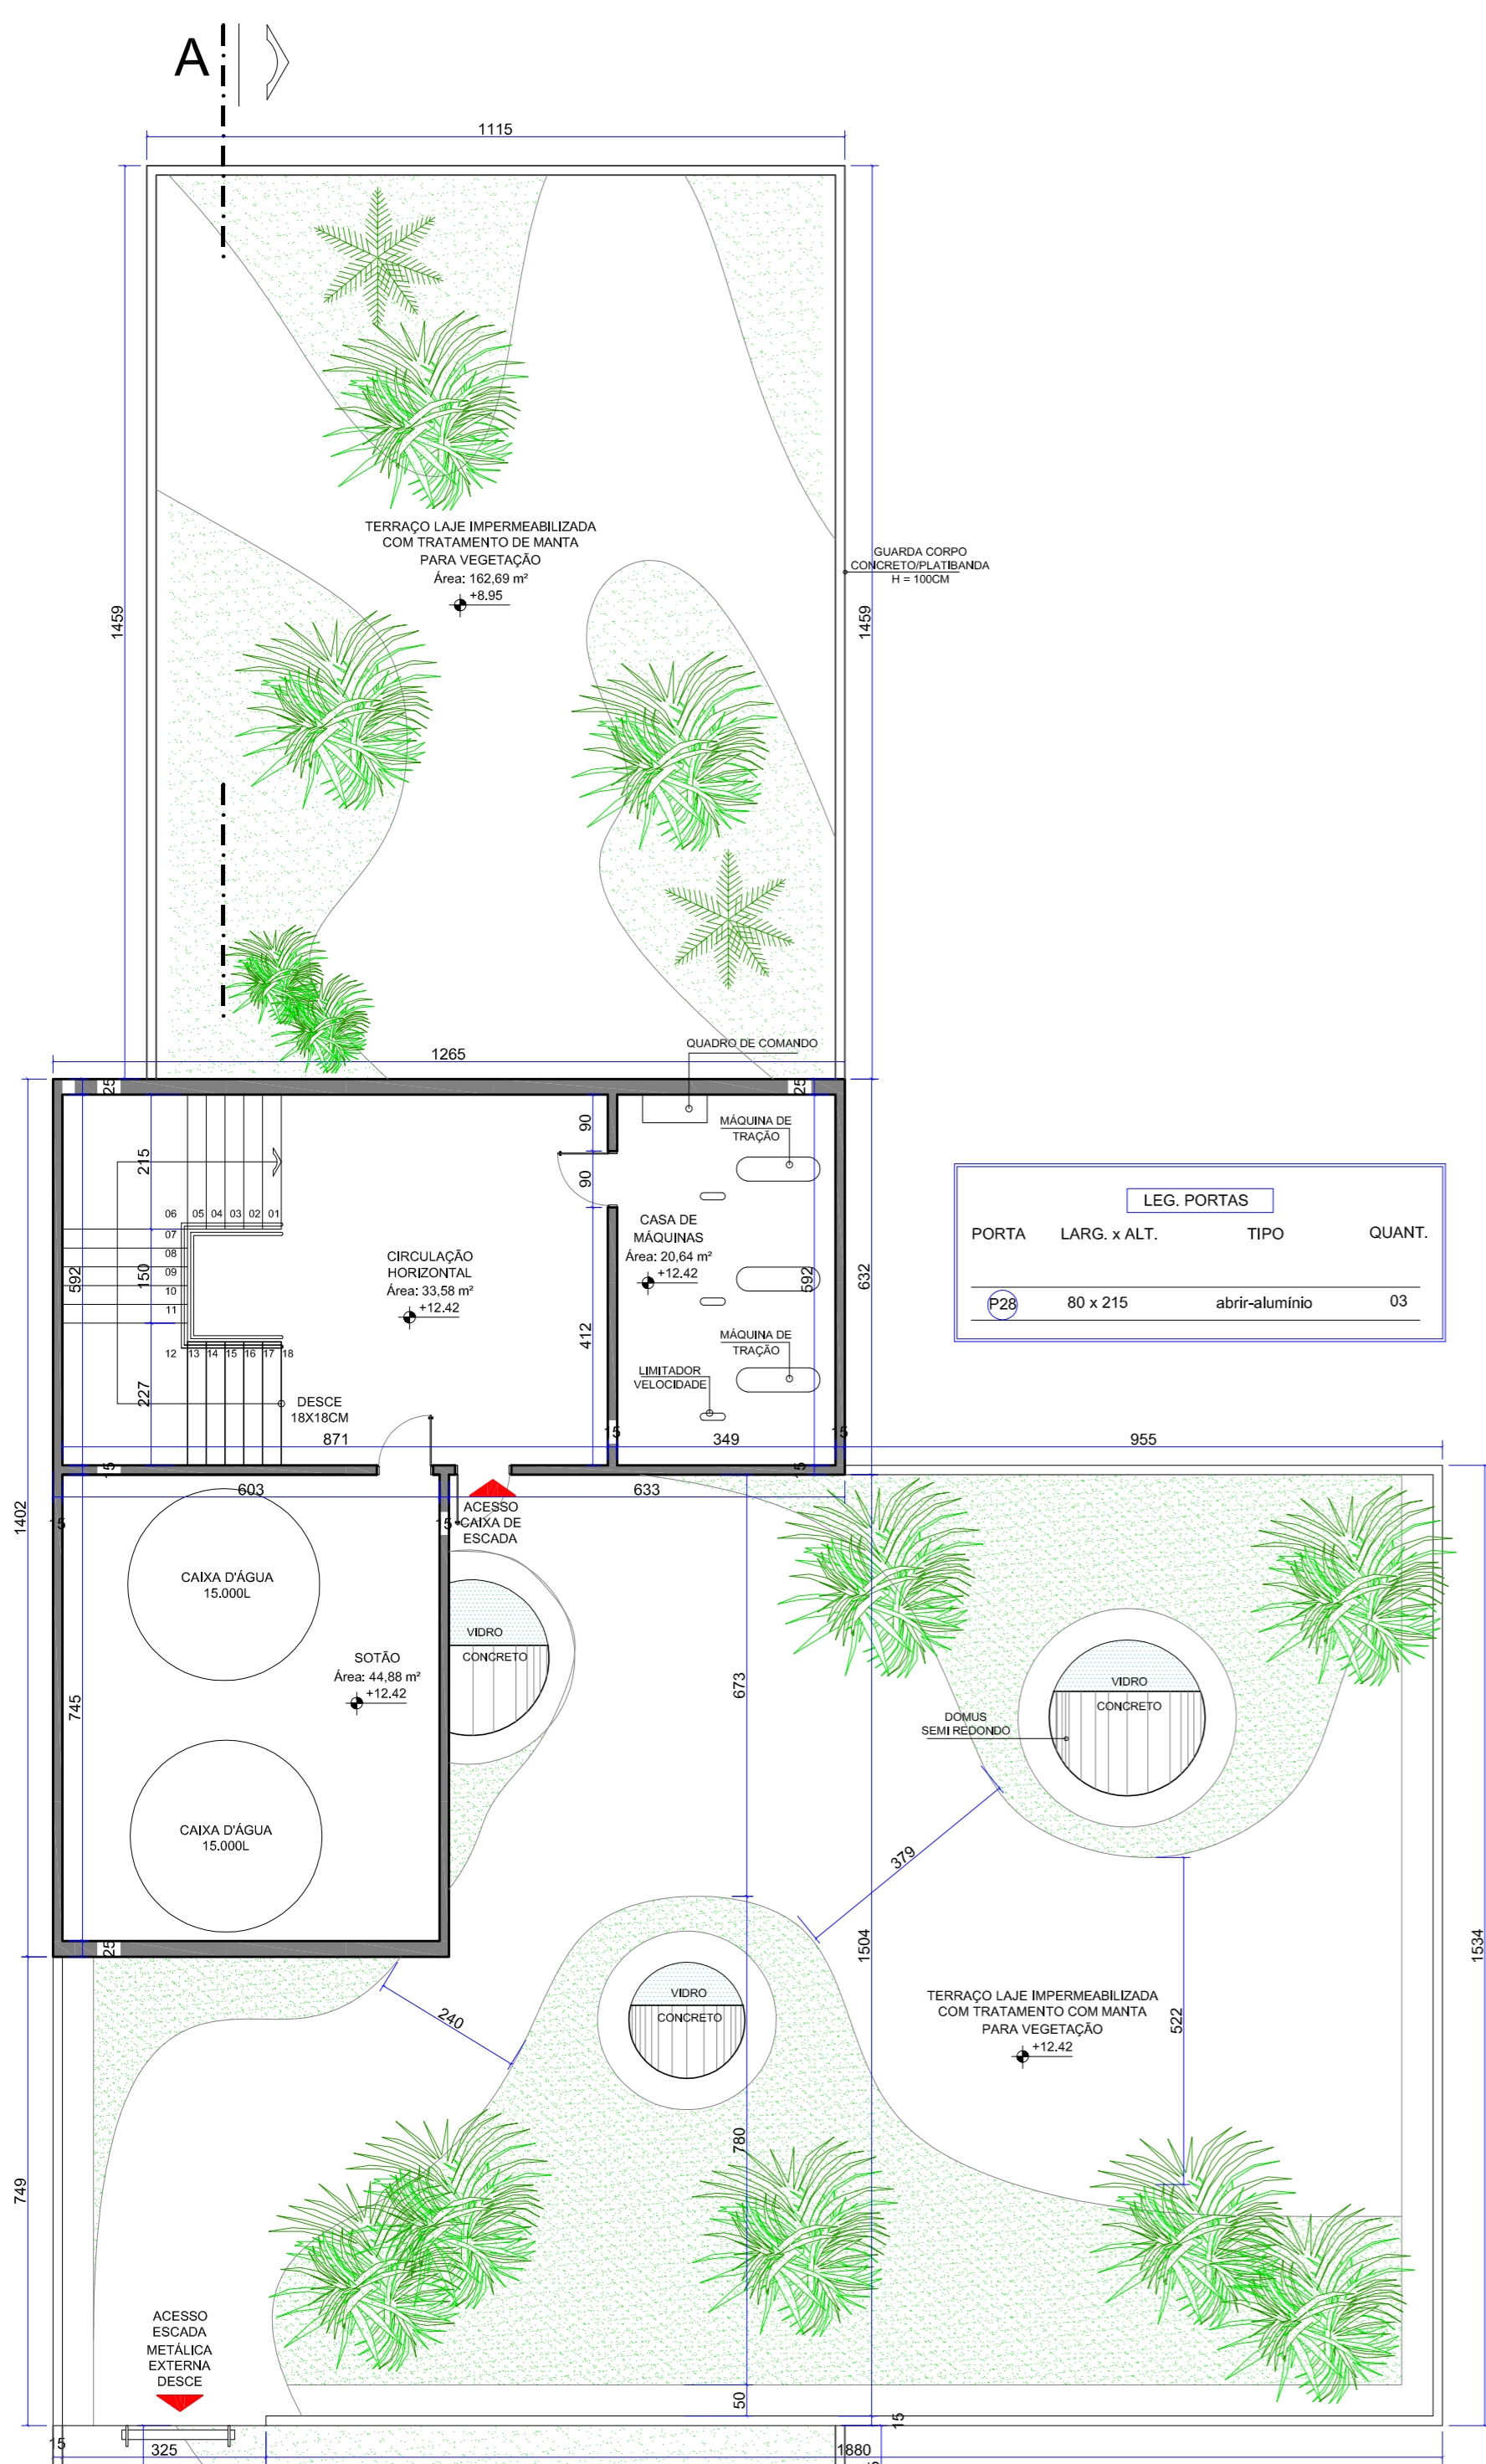 A
1115
1459
1459
TERRAÇO LAJE IMPERMEABILIZADA
COM TRATAMENTO DE MANTA
PARA VEGETAÇÃO
Área: 162,69 m²
+8.95
GUARDA CORPO
CONCRETO/PLATIBANDA
H = 100CM
QUADRO DE COMANDO
1265
25
25
215
90
90
MÁQUINA DE
TRAÇÃO
06 05 04 03 02 01
07
08
09
10
11
12 13 14 15 16 17 18
592
150
227
CIRCULAÇÃO
HORIZONTAL
Área: 33,58 m²
+12.42
CASA DE
MÁQUINAS
Área: 20,64 m²
+12.42
592
632
412
MÁQUINA DE
TRAÇÃO
LIMITADOR
VELOCIDADE
DESCE
18X18CM
LEG. PORTAS
PORTA LARG. x ALT. TIPO QUANT.
P28 80 x 215 abrir-alumínio 03
871
15
349
15
955
15
15
603
633
1402
15
15
ACESSO
CAIXA DE
ESCADA
CAIXA D'ÁGUA
15.000L
VIDRO
CONCRETO
SOTÃO
Área: 44,88 m²
+12.42
745
673
VIDRO
CONCRETO
DOMUS
SEMI REDONDO
CAIXA D'ÁGUA
15.000L
379
25
1504
1534
VIDRO
CONCRETO
240
TERRAÇO LAJE IMPERMEABILIZADA
COM TRATAMENTO COM MANTA
PARA VEGETAÇÃO
+12.42
522
780
749
ACESSO
ESCADA
METÁLICA
EXTERNA
DESCE
50
15
15
325
1880